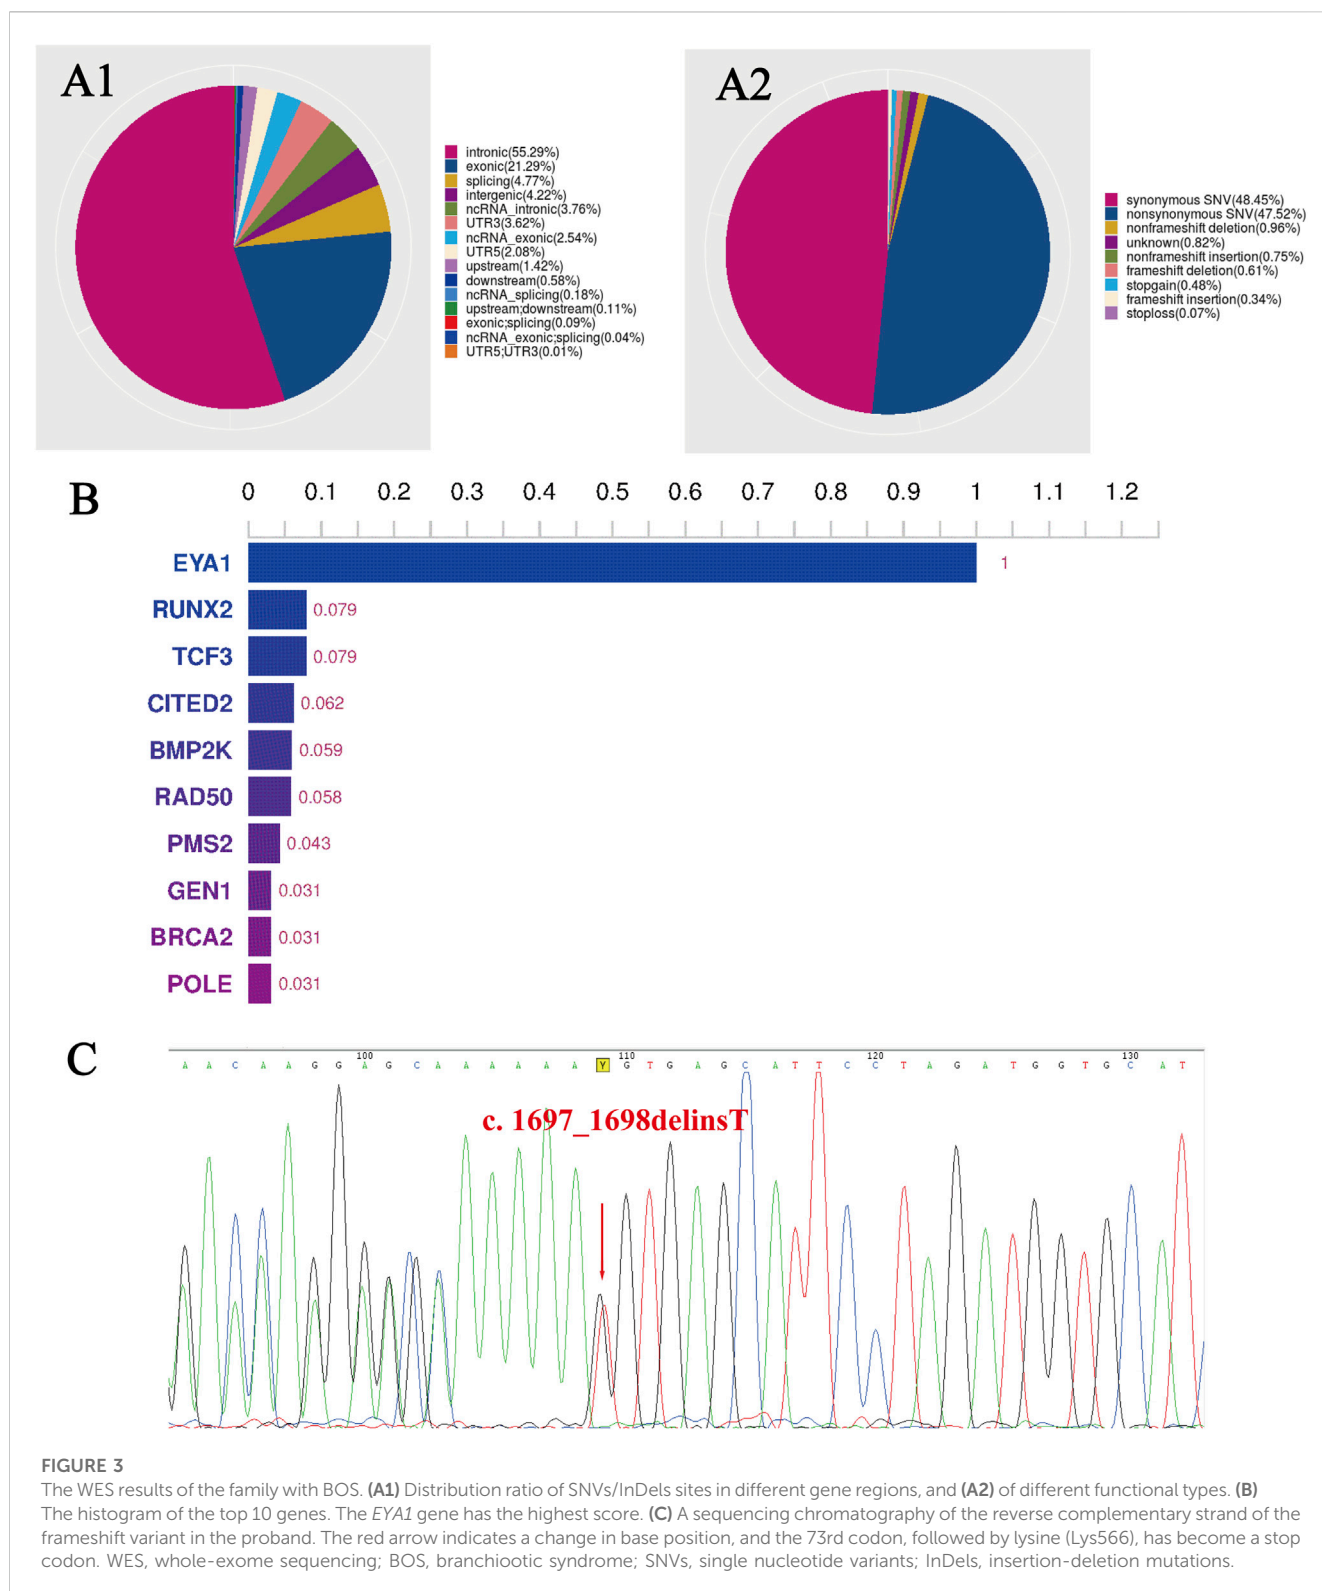 A1
intronic(55.29%)
exonic(21.29%)
splicing(4.77%)
intergenic(4.22%)
ncRNA_intronic(3.76%)
UTR3(3.62%)
ncRNA_exonic(2.54%)
UTR5(2.08%)
upstream(1.42%)
downstream(0.58%)
ncRNA_splicing(0.18%)
upstream;downstream(0.11%)
exonic;splicing(0.09%)
ncRNA_exonic;splicing(0.04%)
UTR5;UTR3(0.01%)
A2
synonymous SNV(48.45%)
nonsynonymous SNV(47.52%)
nonframeshift deletion(0.96%)
unknown(0.82%)
nonframeshift insertion(0.75%)
frameshift deletion(0.61%)
stopgain(0.48%)
frameshift insertion(0.34%)
stoploss(0.07%)
B
0 0.1 0.2 0.3 0.4 0.5 0.6 0.7 0.8 0.9 1 1.1 1.2
EYA1 1
RUNX2 0.079
TCF3 0.079
CITED2 0.062
BMP2K 0.059
RAD50 0.058
PMS2 0.043
GEN1 0.031
BRCA2 0.031
POLE 0.031
C
100 110 120 130
A A C A A G G A G C A A A A A A Y G T G A G C A T T C C T A G A T G G T G C A T
c. 1697_1698delinsT
FIGURE 3
The WES results of the family with BOS. (A1) Distribution ratio of SNVs/InDels sites in different gene regions, and (A2) of different functional types. (B)
The histogram of the top 10 genes. The EYA1 gene has the highest score. (C) A sequencing chromatography of the reverse complementary strand of the
frameshift variant in the proband. The red arrow indicates a change in base position, and the 73rd codon, followed by lysine (Lys566), has become a stop
codon. WES, whole-exome sequencing; BOS, branchiootic syndrome; SNVs, single nucleotide variants; InDels, insertion-deletion mutations.